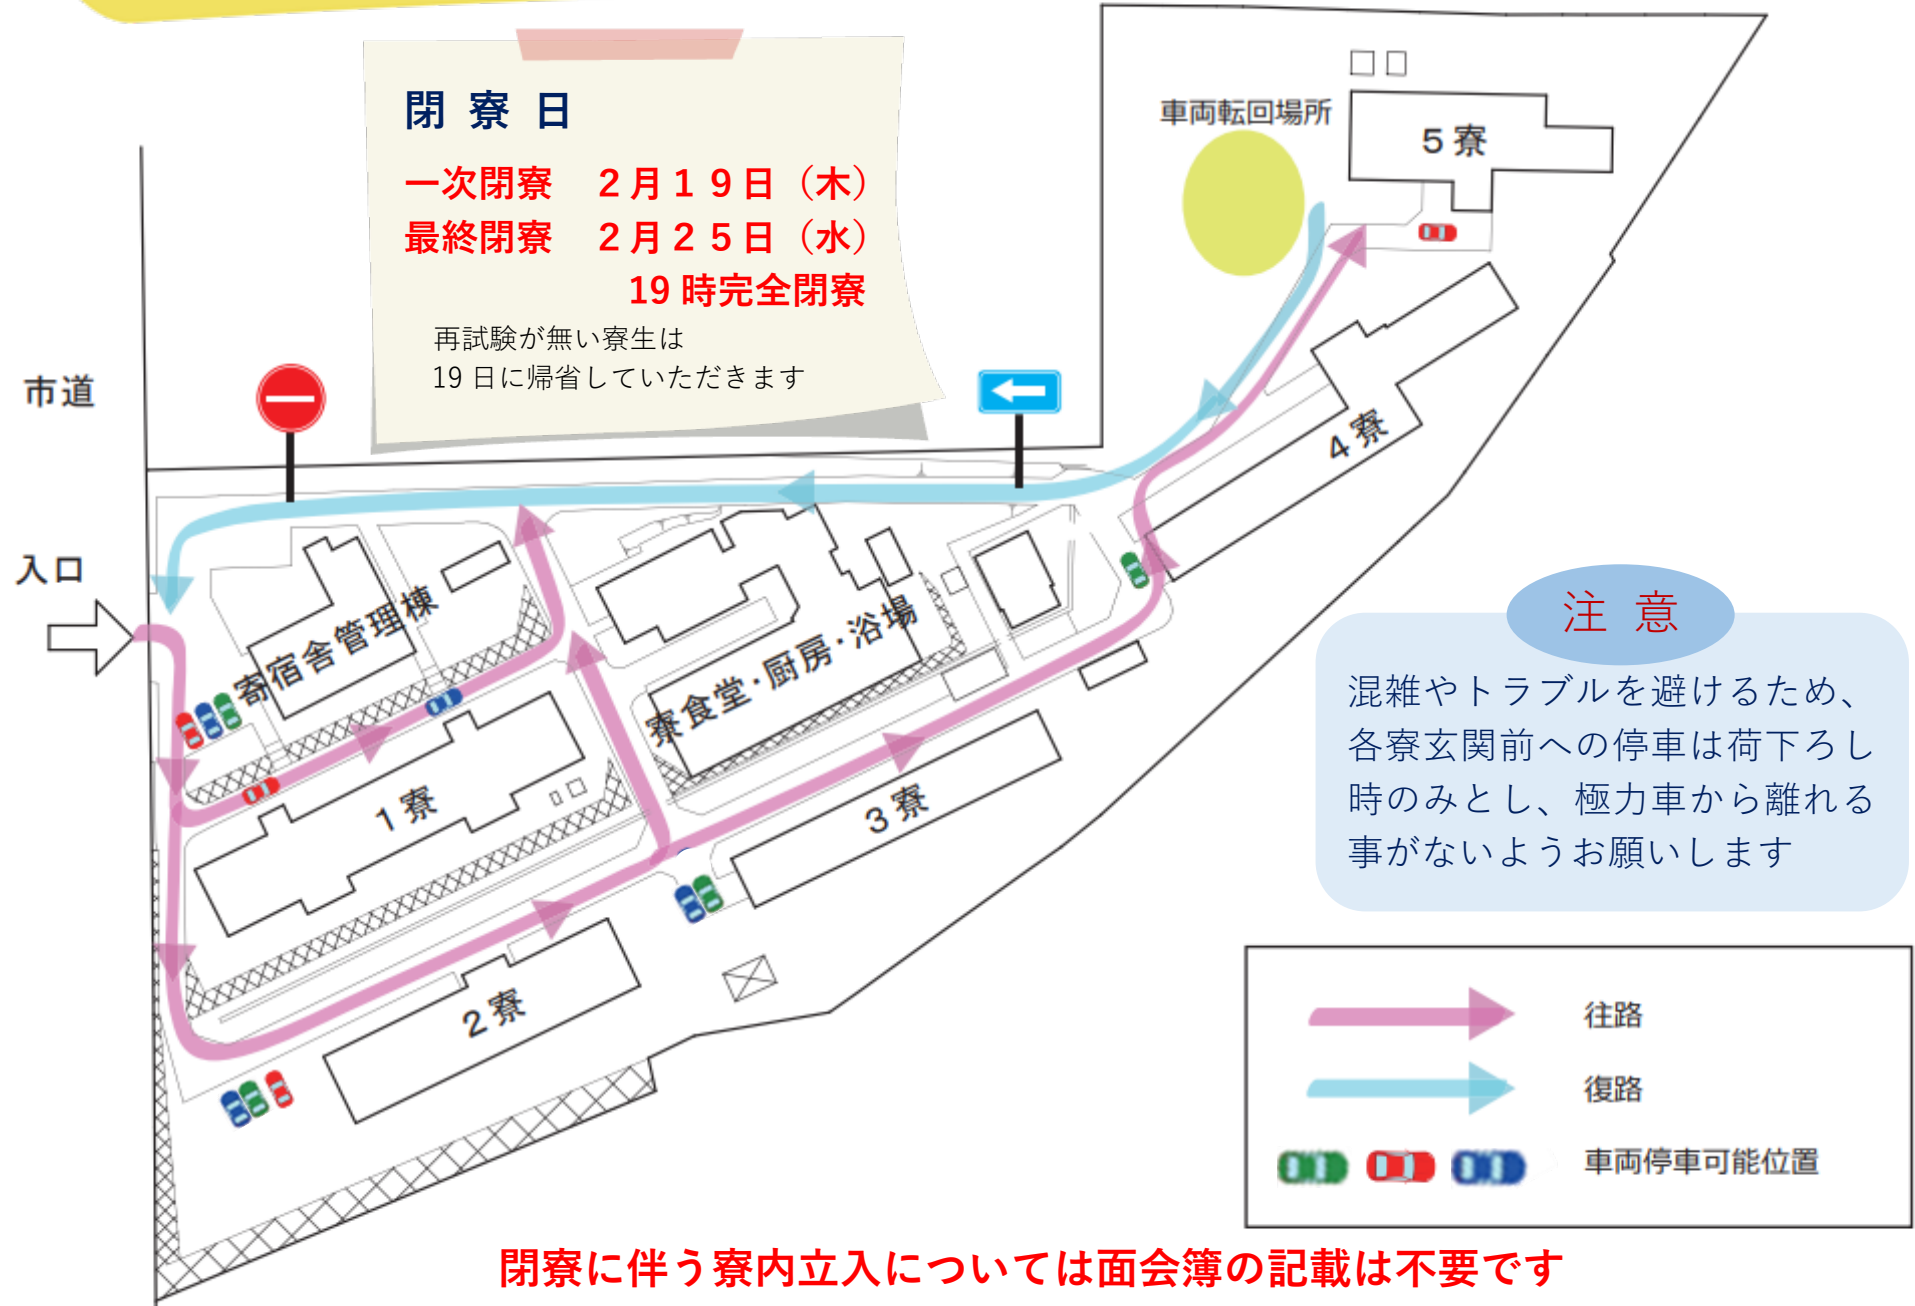 閉 寮 日
一次閉寮　２月１９日（木）
最終閉寮　２月２５日（水）
19 時完全閉寮
再試験が無い寮生は
19 日に帰省していただきます
車両転回場所
５寮
市道
４寮
入口
寄宿舎管理棟
寮食堂・厨房・浴場
１寮
３寮
２寮
注 意
混雑やトラブルを避けるため、
各寮玄関前への停車は荷下ろし
時のみとし、極力車から離れる
事がないようお願いします
往路
復路
車両停車可能位置
閉寮に伴う寮内立入については面会簿の記載は不要です